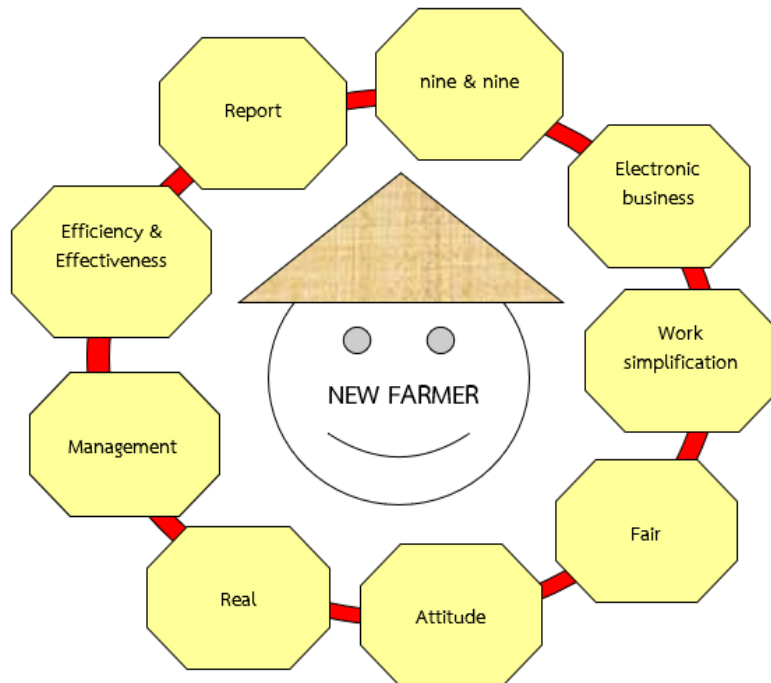 nine & nine
Electronic
business
Work
simplification
Fair
Attitude
Real
Management
Efficiency &
Effectiveness
Report
NEW FARMER